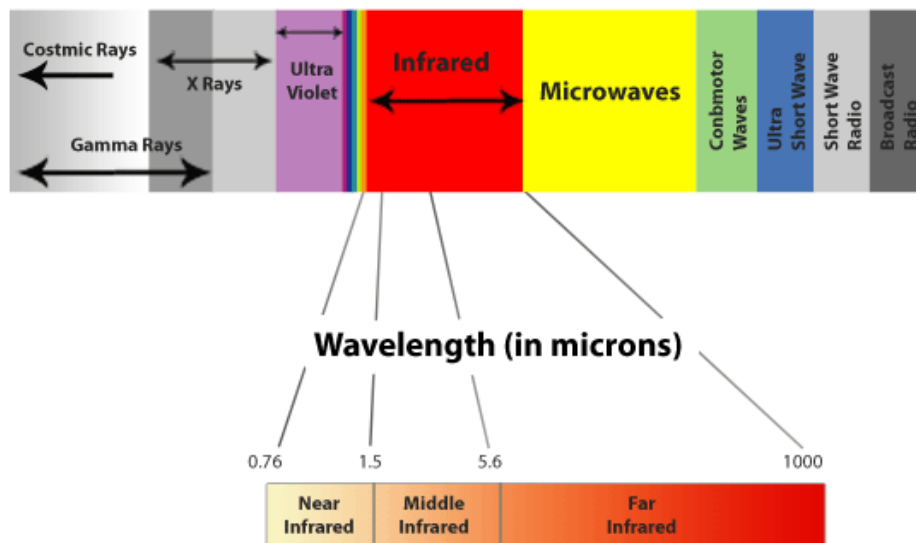 Costmic Rays
X Rays
Gamma Rays
Ultra
Violet
Infrared
Microwaves
Conbmotor
Waves
Ultra
Short Wave
Short Wave
Radio
Broadcast
Radio
Wavelength (in microns)
0.76
1.5
5.6
1000
Near
Infrared
Middle
Infrared
Far
Infrared